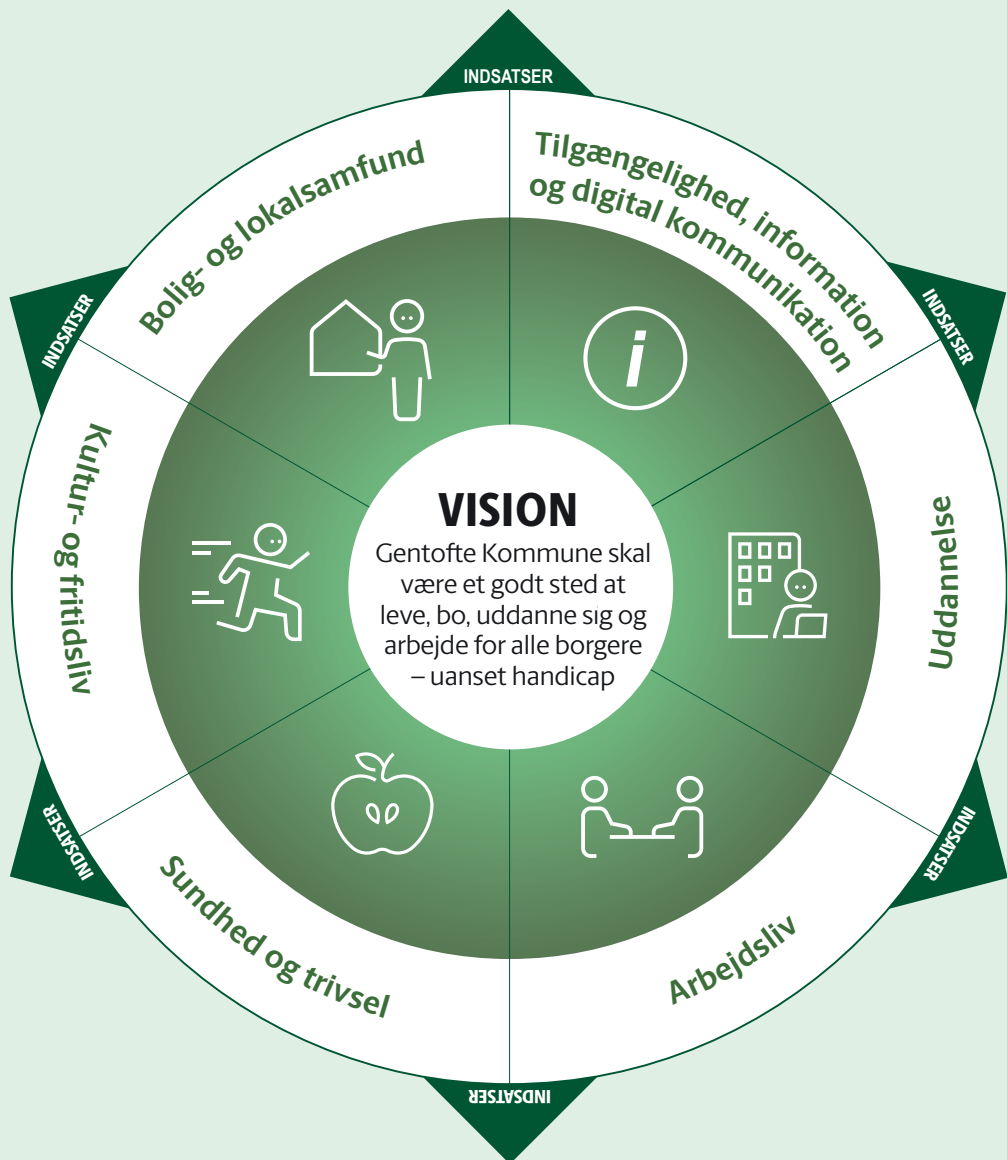 INDSATSER
Tilgængelighed, information
og digital kommunikation
INDSATSER
Uddannelse
INDSATSER
Arbejdsliv
INDSATSER
Sundhed og trivsel
INDSATSER
Kultur- og fritidsliv
INDSATSER
Bolig- og lokalsamfund
i
VISION
Gentofte Kommune skal
være et godt sted at
leve, bo, uddanne sig og
arbejde for alle borgere
– uanset handicap